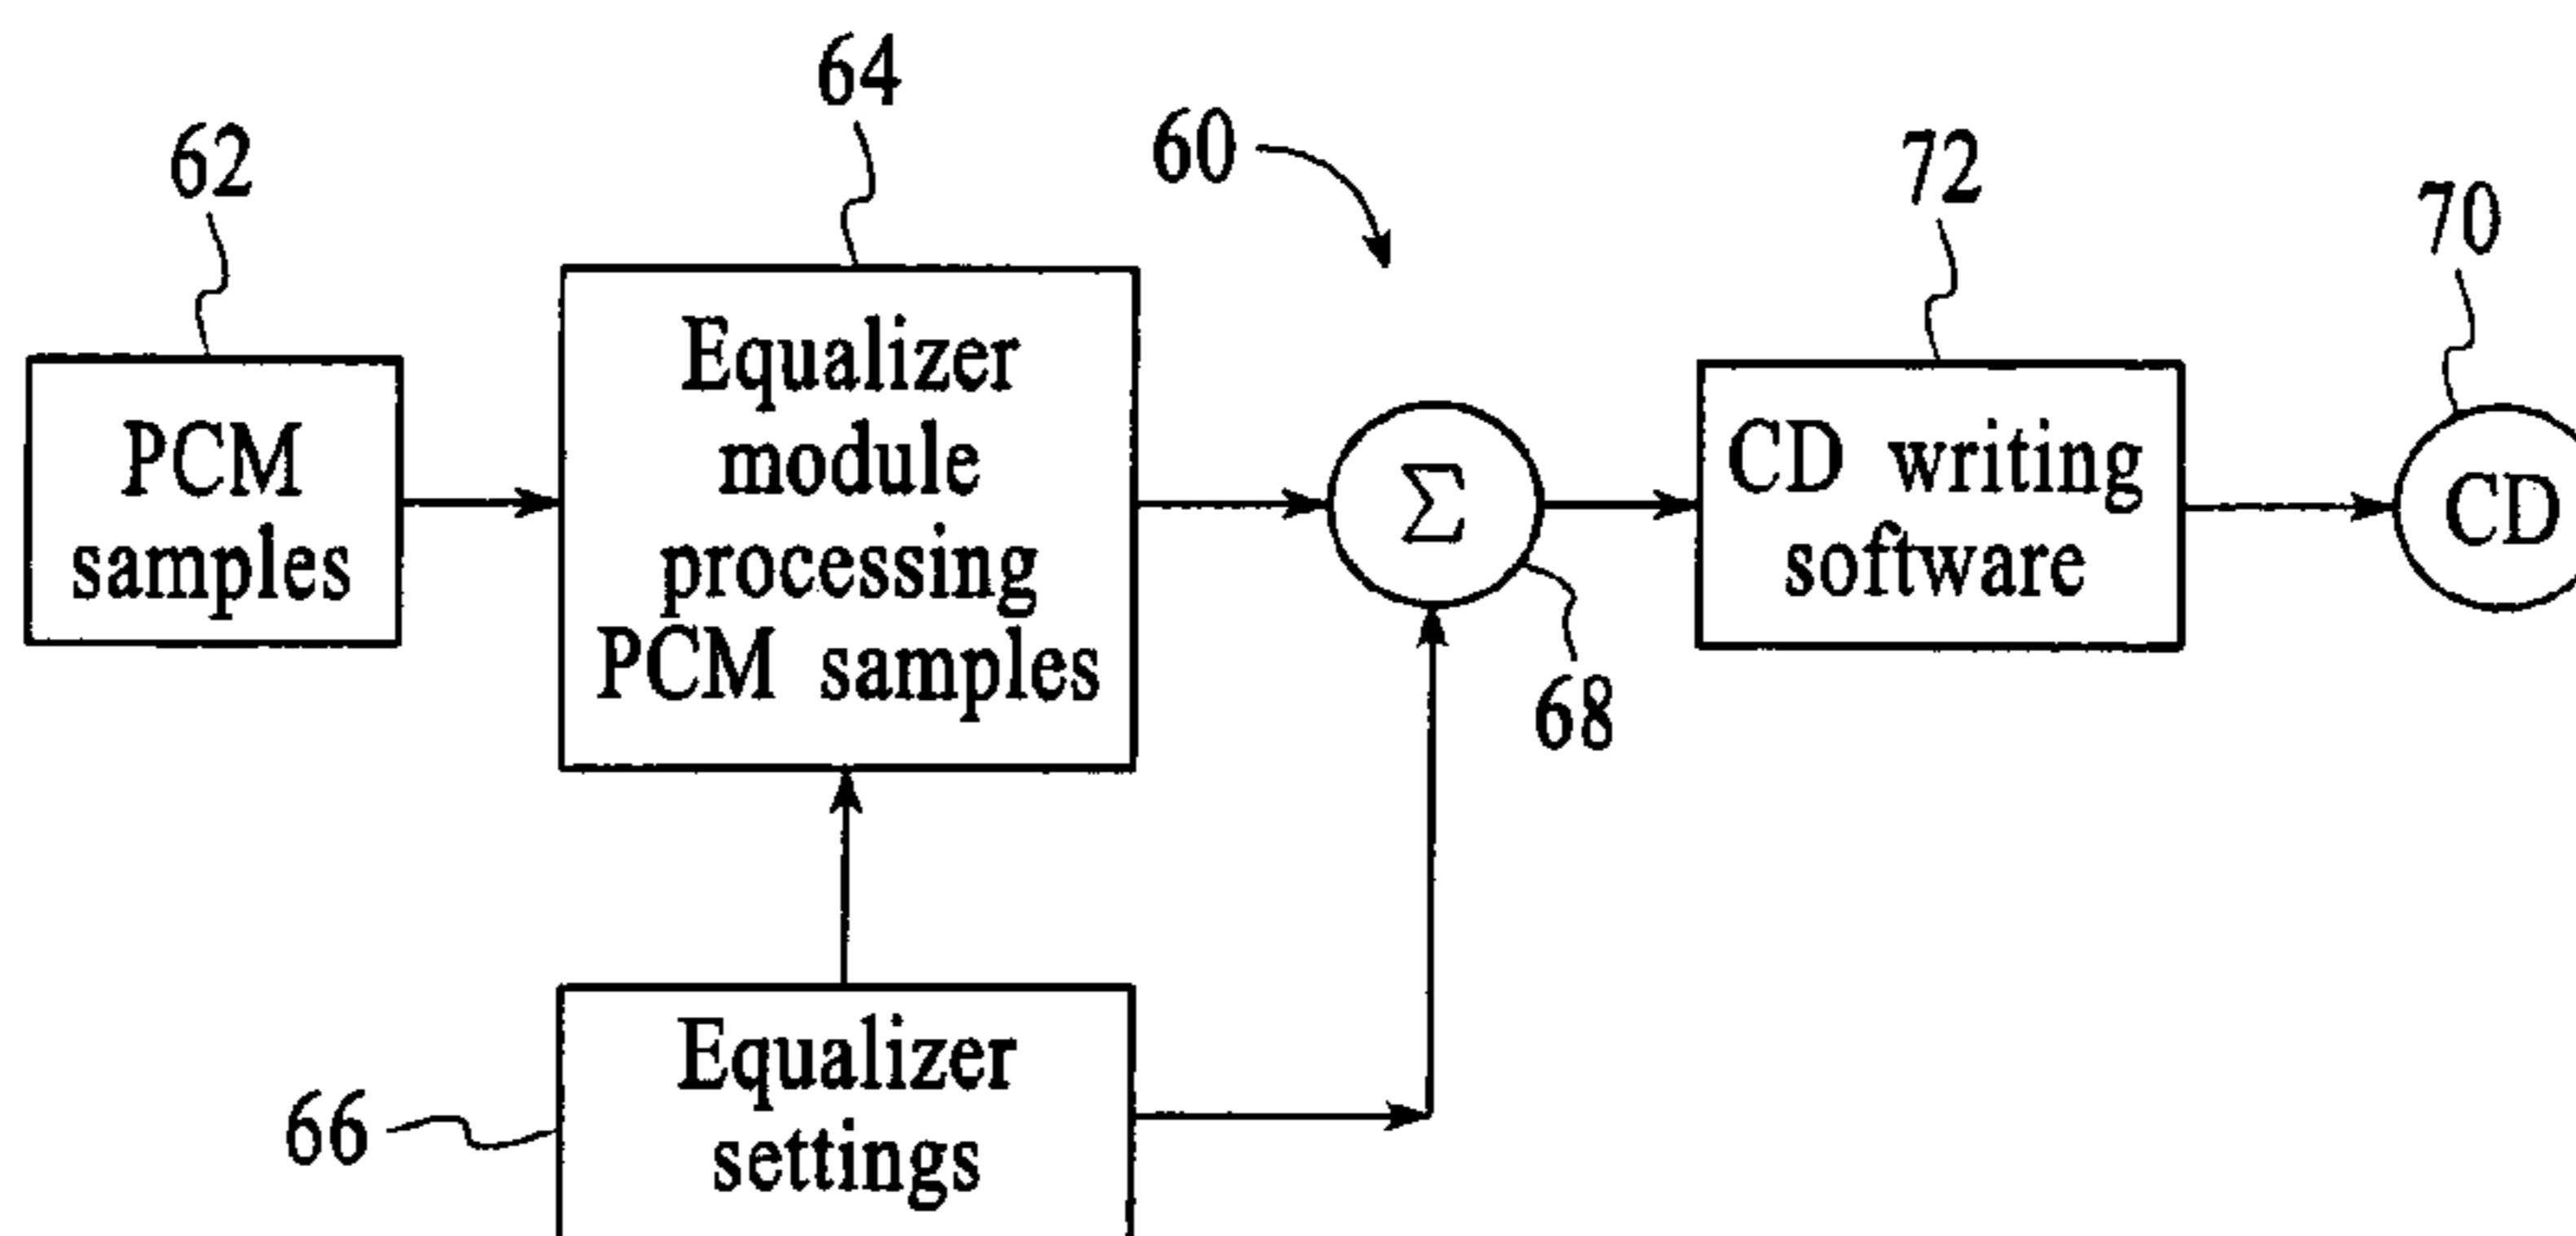 64
60
62
72
70
PCM
samples
Equalizer
module
processing
PCM samples
Σ
CD writing
software
CD
68
Equalizer
settings
66